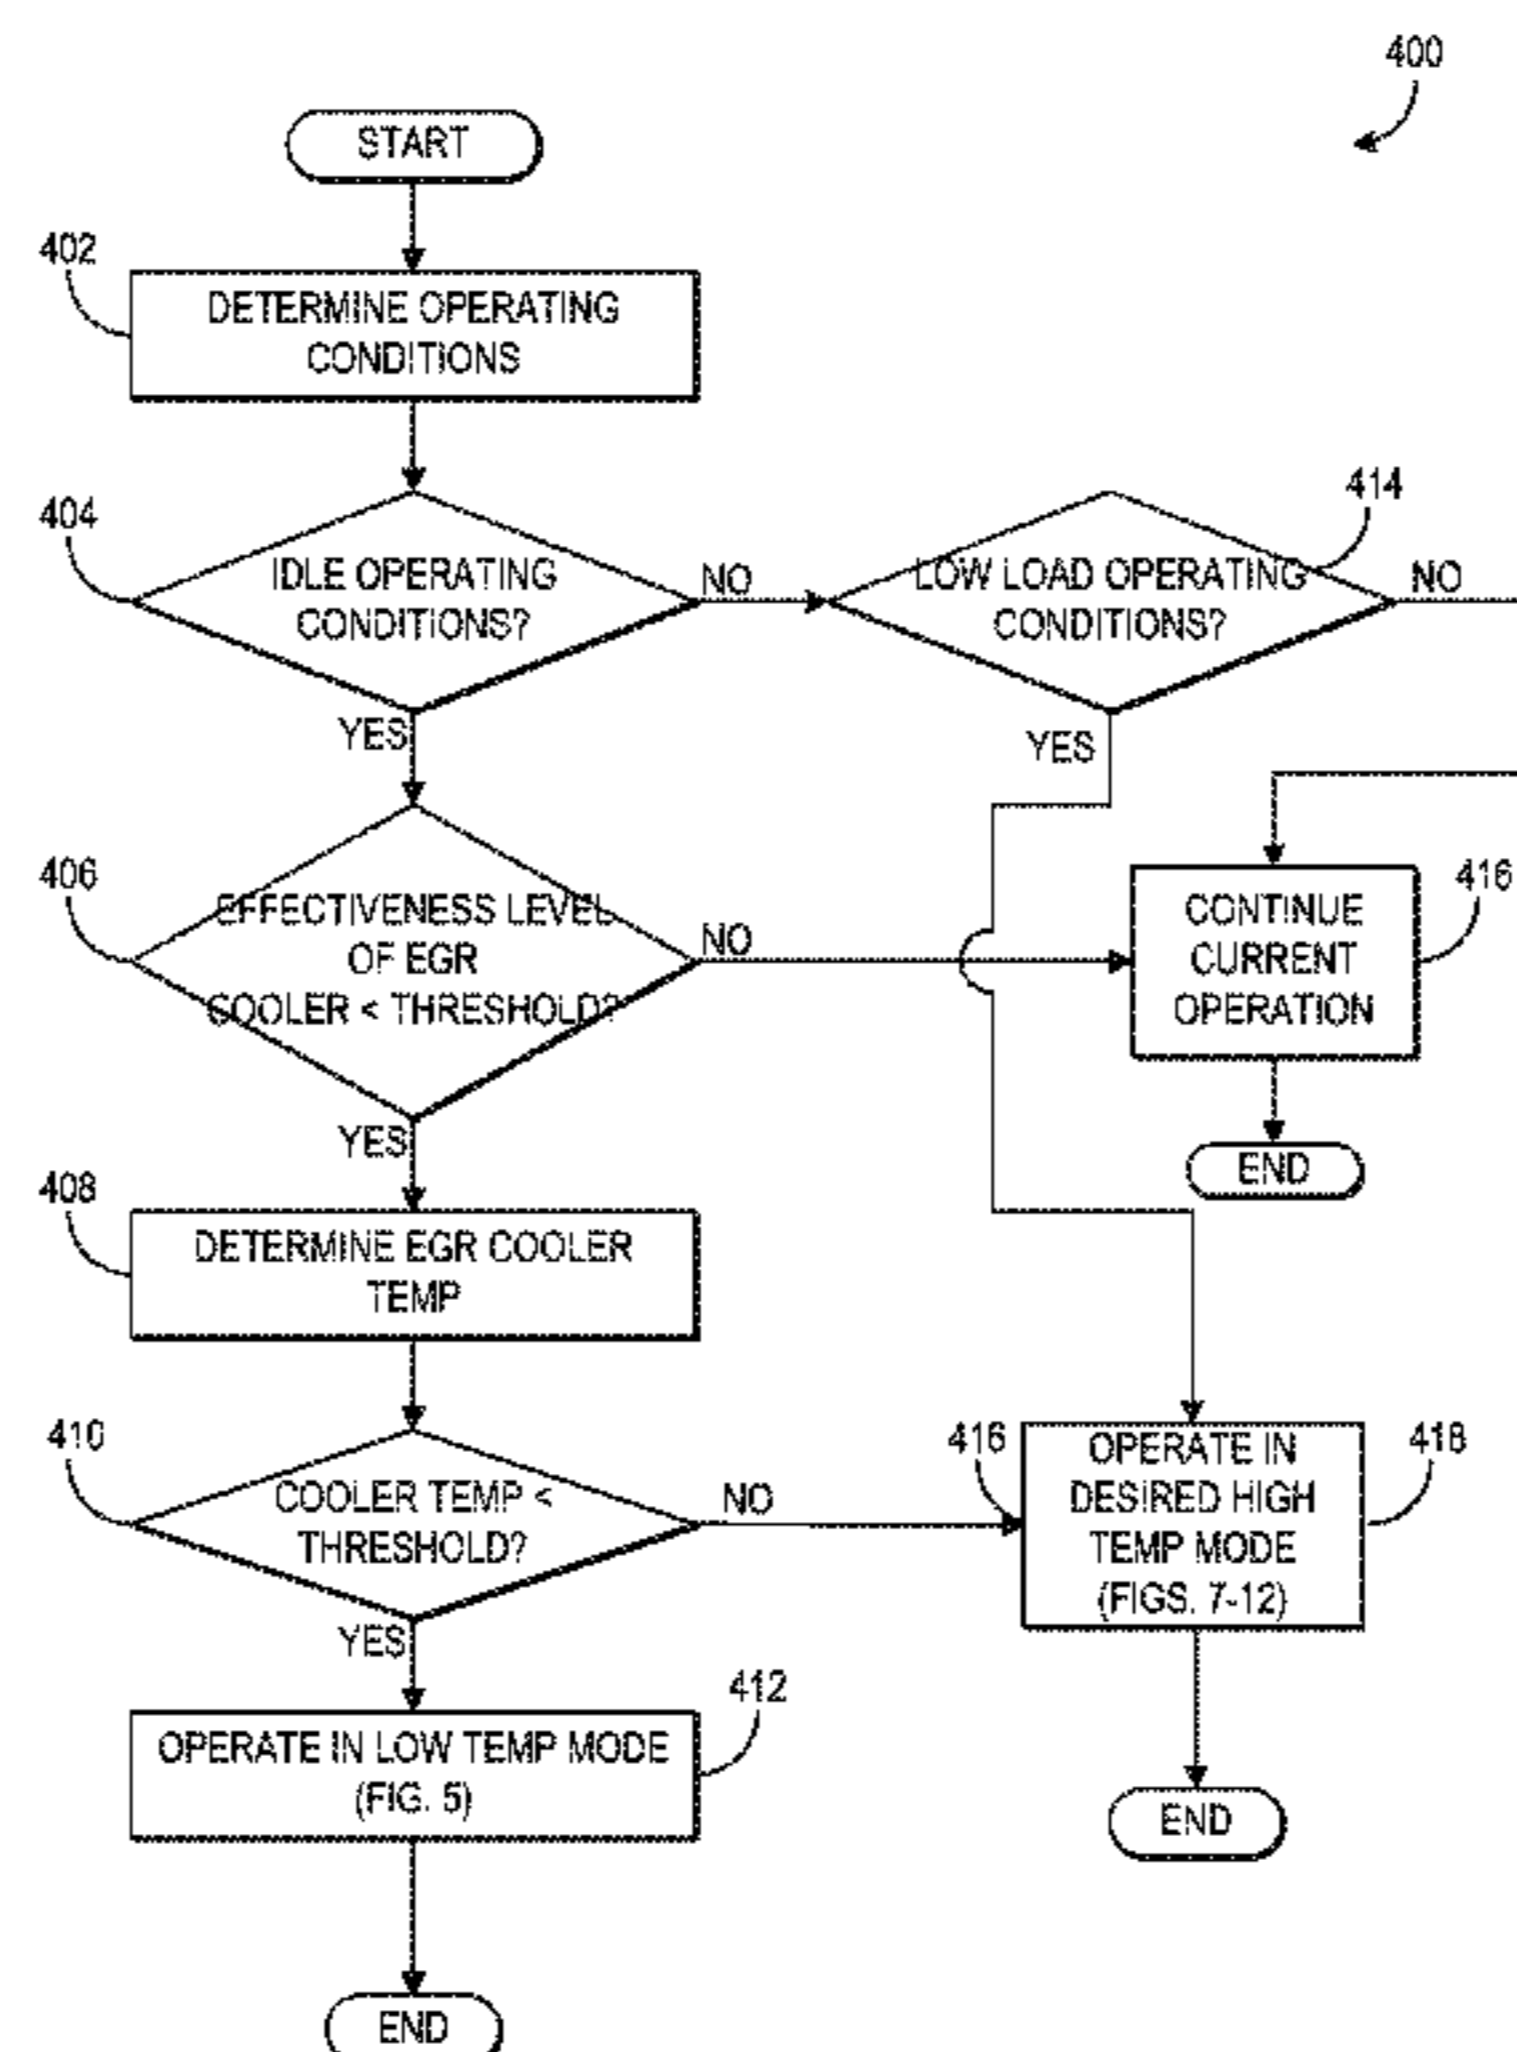 400
START
402
DETERMINE OPERATING
CONDITIONS
404
IDLE OPERATING
CONDITIONS?
NO
YES
414
LOW LOAD OPERATING
CONDITIONS?
NO
YES
406
EFFECTIVENESS LEVEL
OF EGR
COOLER < THRESHOLD?
NO
YES
416
CONTINUE
CURRENT
OPERATION
END
408
DETERMINE EGR COOLER
TEMP
410
COOLER TEMP <
THRESHOLD?
NO
YES
416
OPERATE IN
DESIRED HIGH
TEMP MODE
(FIGS. 7-12)
418
END
412
OPERATE IN LOW TEMP MODE
(FIG. 5)
END